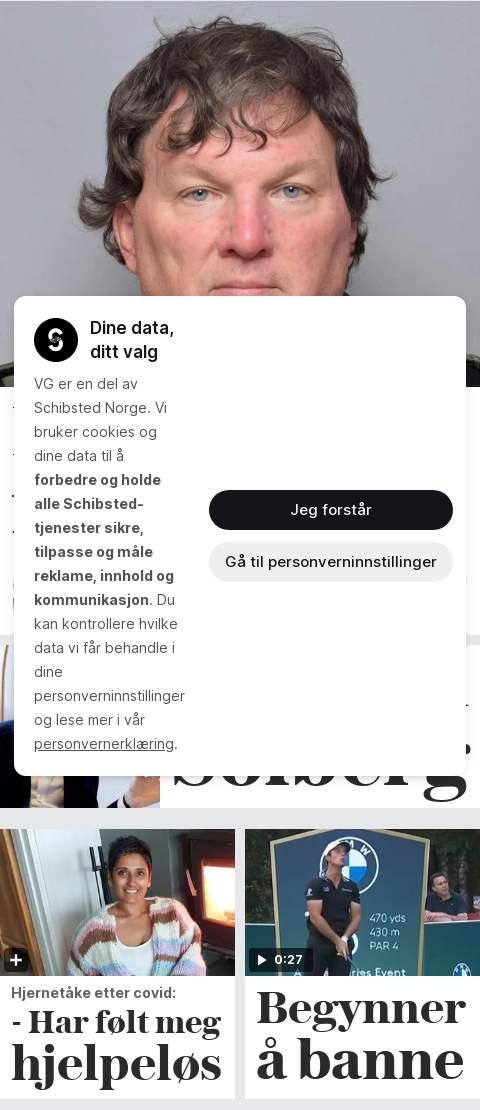 Dine data,
ditt valg
VG er en del av
Schibsted Norge. Vi
bruker cookies og
dine data til å
forbedre og holde
alle Schibsted-
tjenester sikre,
tilpasse og måle
reklame, innhold og
kommunikasjon. Du
kan kontrollere hvilke
data vi får behandle i
dine
personverninnstillinger
og lese mer i vår
personvernerklæring.
Jeg forstår
Gå til personverninnstillinger
Solberg
BMW
470 yds
430 m
PAR 4
0:27
Hjernetåke etter covid:
- Har følt meg
hjelpeløs
Begynner
å banne